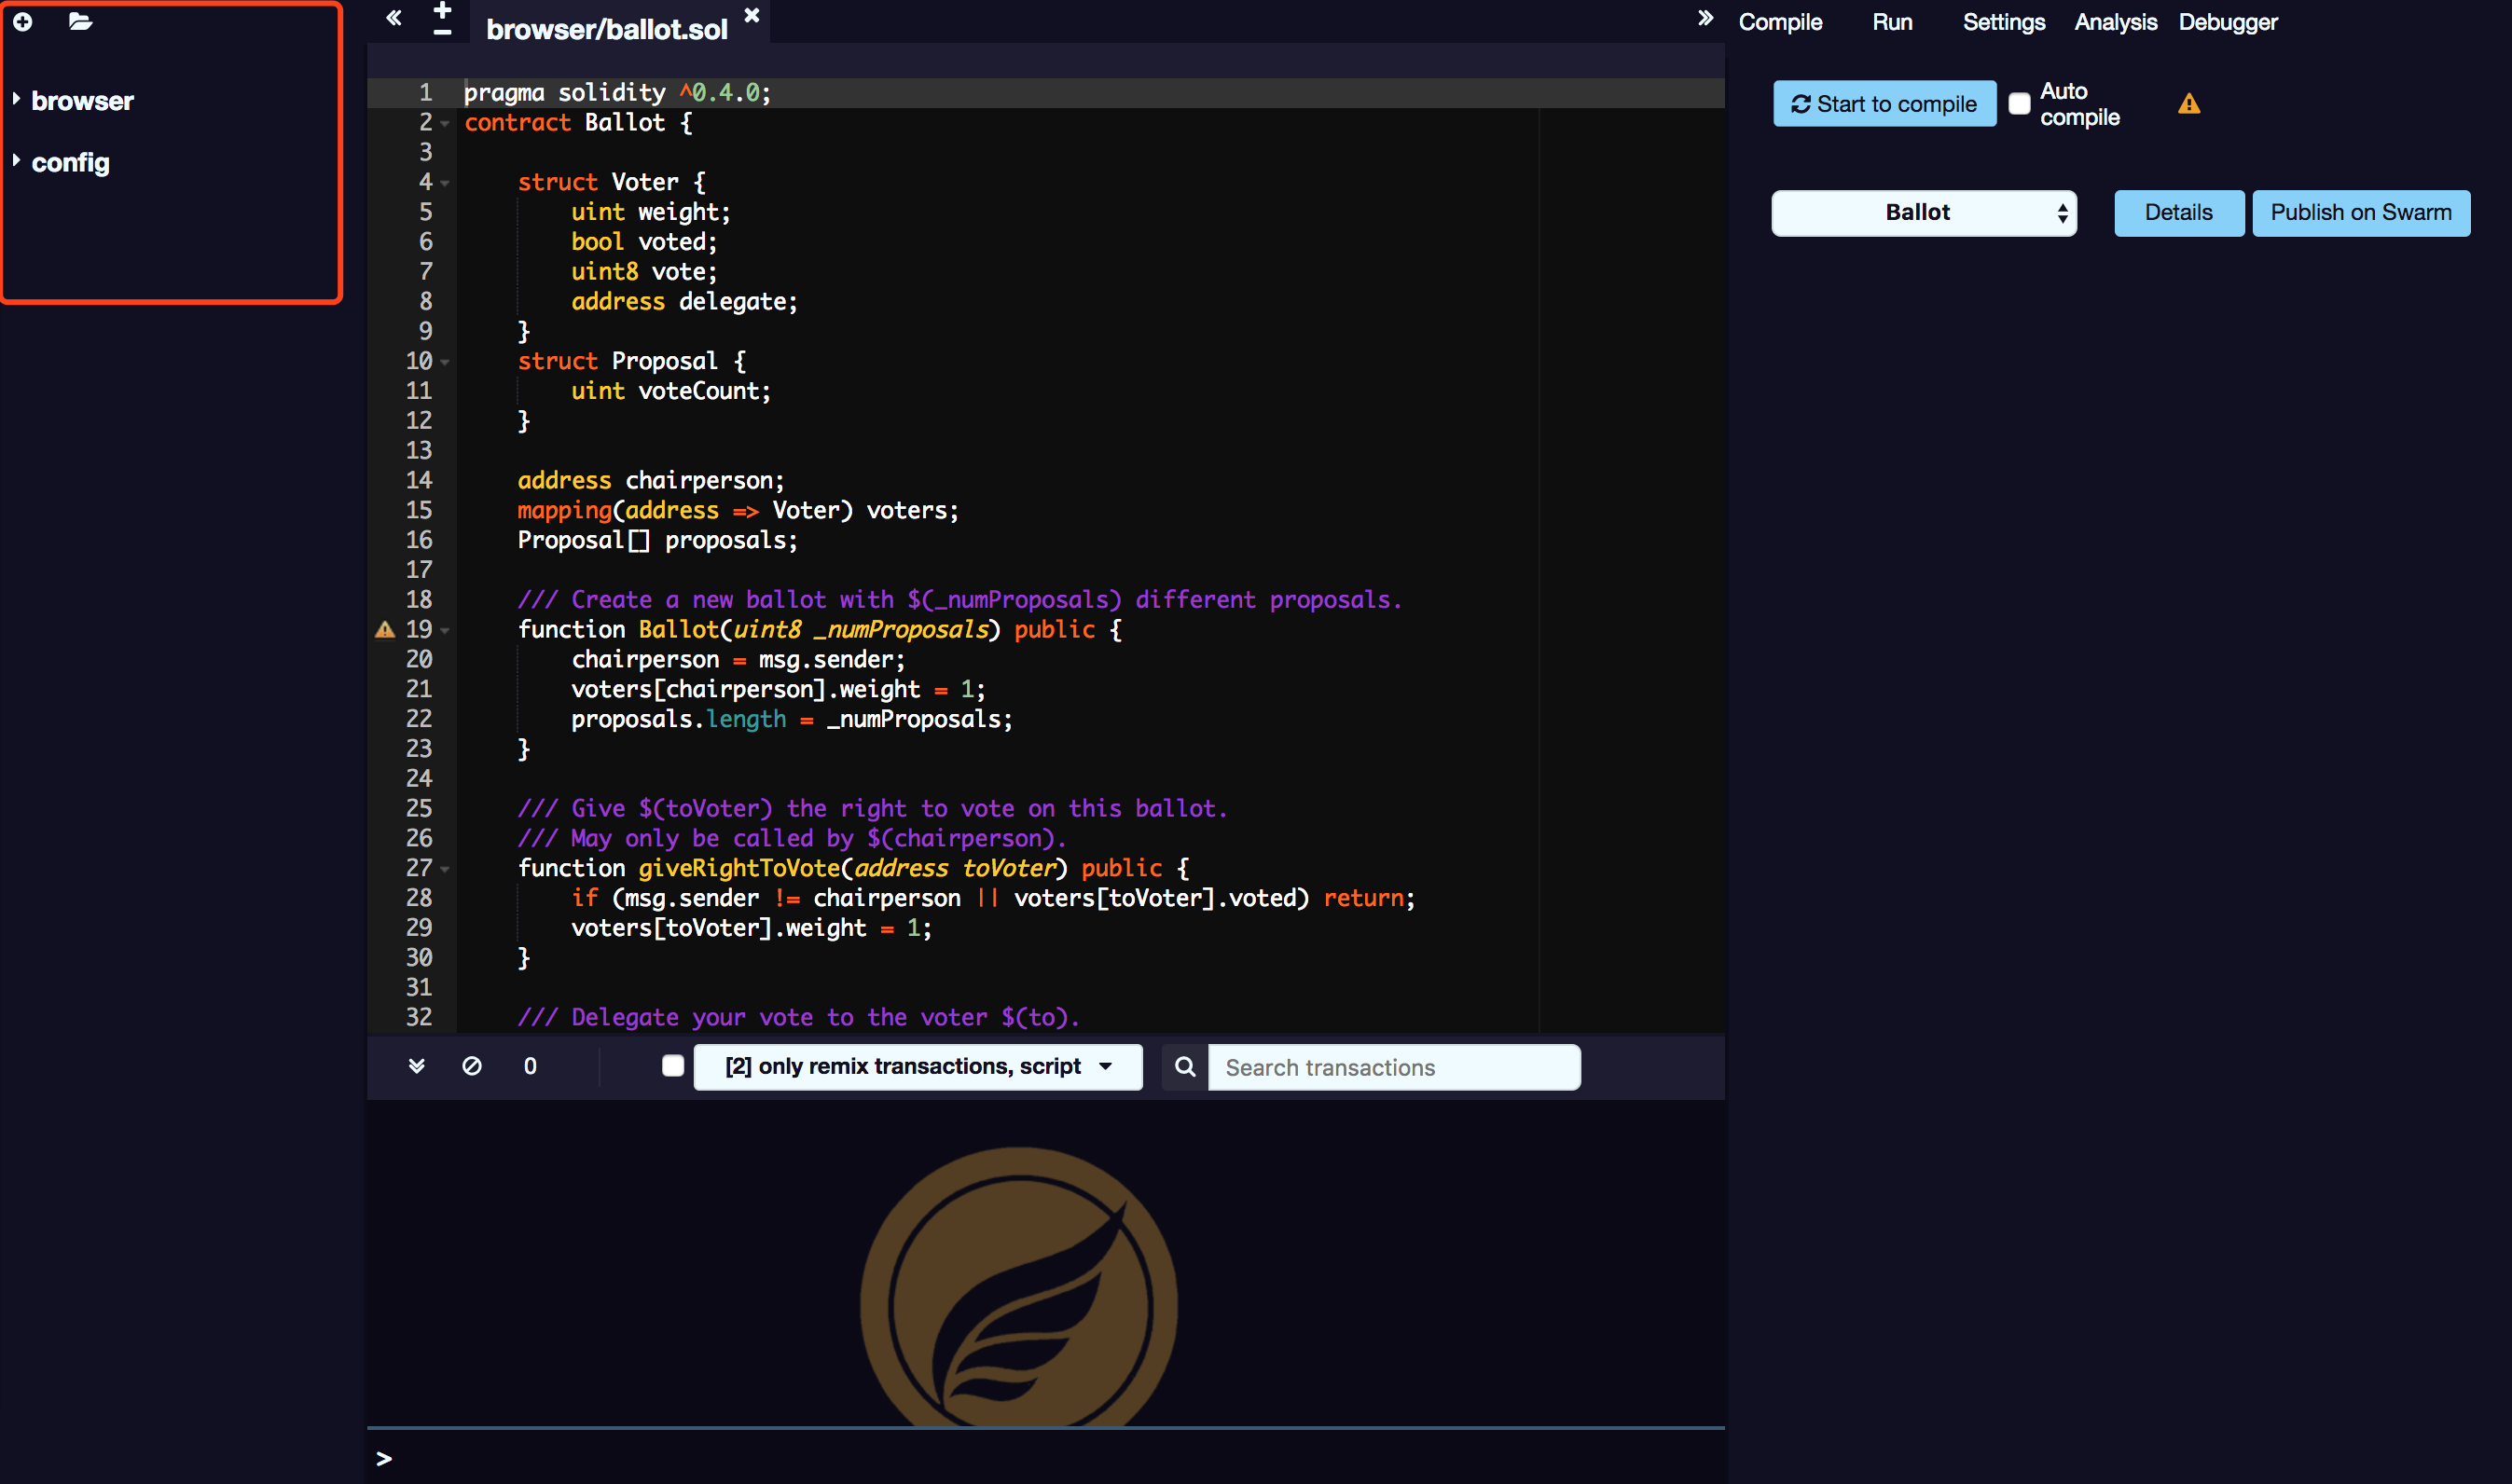 browser
config
browser/ballot.sol
1 pragma solidity ^0.4.0;
2 contract Ballot {
3
4     struct Voter {
5         uint weight;
6         bool voted;
7         uint8 vote;
8         address delegate;
9     }
10     struct Proposal {
11         uint voteCount;
12     }
13
14     address chairperson;
15     mapping(address => Voter) voters;
16     Proposal[] proposals;
17
18     /// Create a new ballot with $(_numProposals) different proposals.
19     function Ballot(uint8 _numProposals) public {
20         chairperson = msg.sender;
21         voters[chairperson].weight = 1;
22         proposals.length = _numProposals;
23     }
24
25     /// Give $(toVoter) the right to vote on this ballot.
26     /// May only be called by $(chairperson).
27     function giveRightToVote(address toVoter) public {
28         if (msg.sender != chairperson || voters[toVoter].voted) return;
29         voters[toVoter].weight = 1;
30     }
31
32     /// Delegate your vote to the voter $(to).
0
[2] only remix transactions, script
Search transactions
>
Compile Run Settings Analysis Debugger
Start to compile
Auto
compile
Ballot Details Publish on Swarm